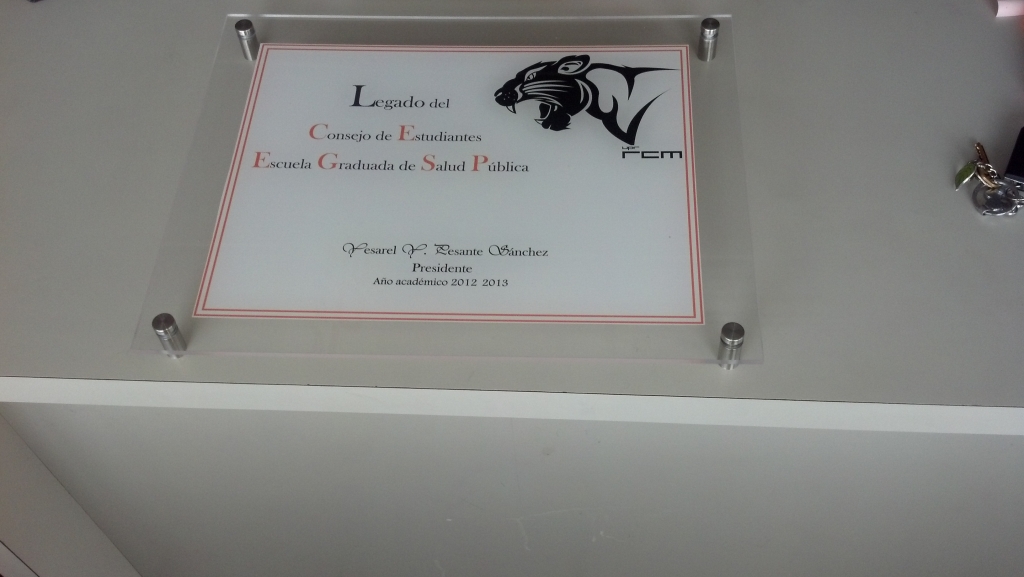 Legado del
Consejo de Estudiantes
Escuela Graduada de Salud Pública
upr
rcm
Yesarel Y. Pesante Sánchez
Presidente
Año académico 2012 2013